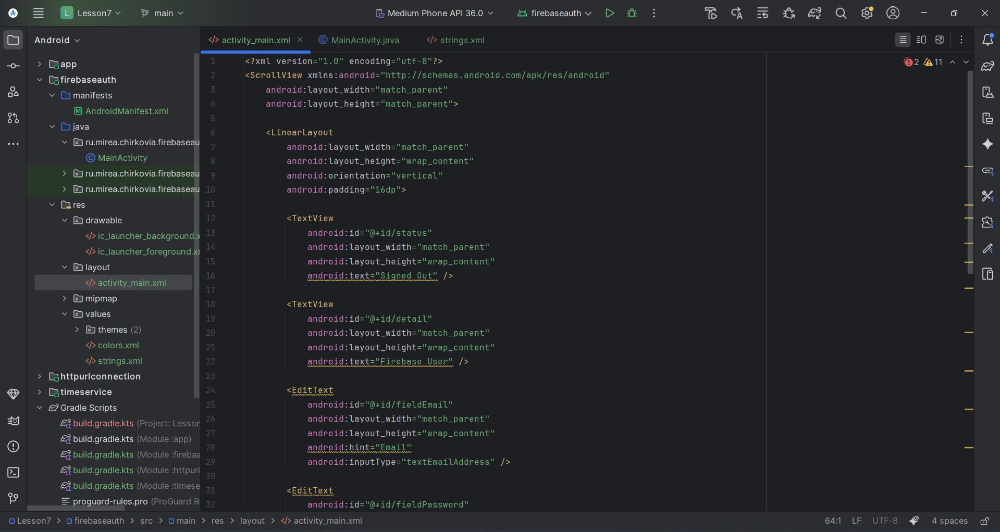 L Lesson7 main Medium Phone API 36.0 firebaseauth
Android
activity_main.xml MainActivity.java strings.xml
app
firebaseauth
manifests
AndroidManifest.xml
java
ru.mirea.chirkovia.firebaseau
MainActivity
ru.mirea.chirkovia.firebaseau
ru.mirea.chirkovia.firebaseau
res
drawable
ic_launcher_background.x
ic_launcher_foreground.xm
layout
activity_main.xml
mipmap
values
themes (2)
colors.xml
strings.xml
httpurlconnection
timeservice
Gradle Scripts
build.gradle.kts (Project: Lesson
build.gradle.kts (Module :app)
build.gradle.kts (Module :firebas
build.gradle.kts (Module :httpurl
build.gradle.kts (Module :timese
proguard-rules.pro (ProGuard Ru
2 11
1 <?xml version="1.0" encoding="utf-8"?>
2 <ScrollView xmlns:android="http://schemas.android.com/apk/res/android"
3 android:layout_width="match_parent"
4 android:layout_height="match_parent">
5
6 <LinearLayout
7 android:layout_width="match_parent"
8 android:layout_height="wrap_content"
9 android:orientation="vertical"
10 android:padding="16dp">
11
12 <TextView
13 android:id="@+id/status"
14 android:layout_width="match_parent"
15 android:layout_height="wrap_content"
16 android:text="Signed Out" />
17
18 <TextView
19 android:id="@+id/detail"
20 android:layout_width="match_parent"
21 android:layout_height="wrap_content"
22 android:text="Firebase User" />
23
24 <EditText
25 android:id="@+id/fieldEmail"
26 android:layout_width="match_parent"
27 android:layout_height="wrap_content"
28 android:hint="Email"
29 android:inputType="textEmailAddress" />
30
31 <EditText
32 android:id="@+id/fieldPassword"
Lesson7 > firebaseauth > src > main > res > layout > activity_main.xml 64:1 LF UTF-8 4 spaces